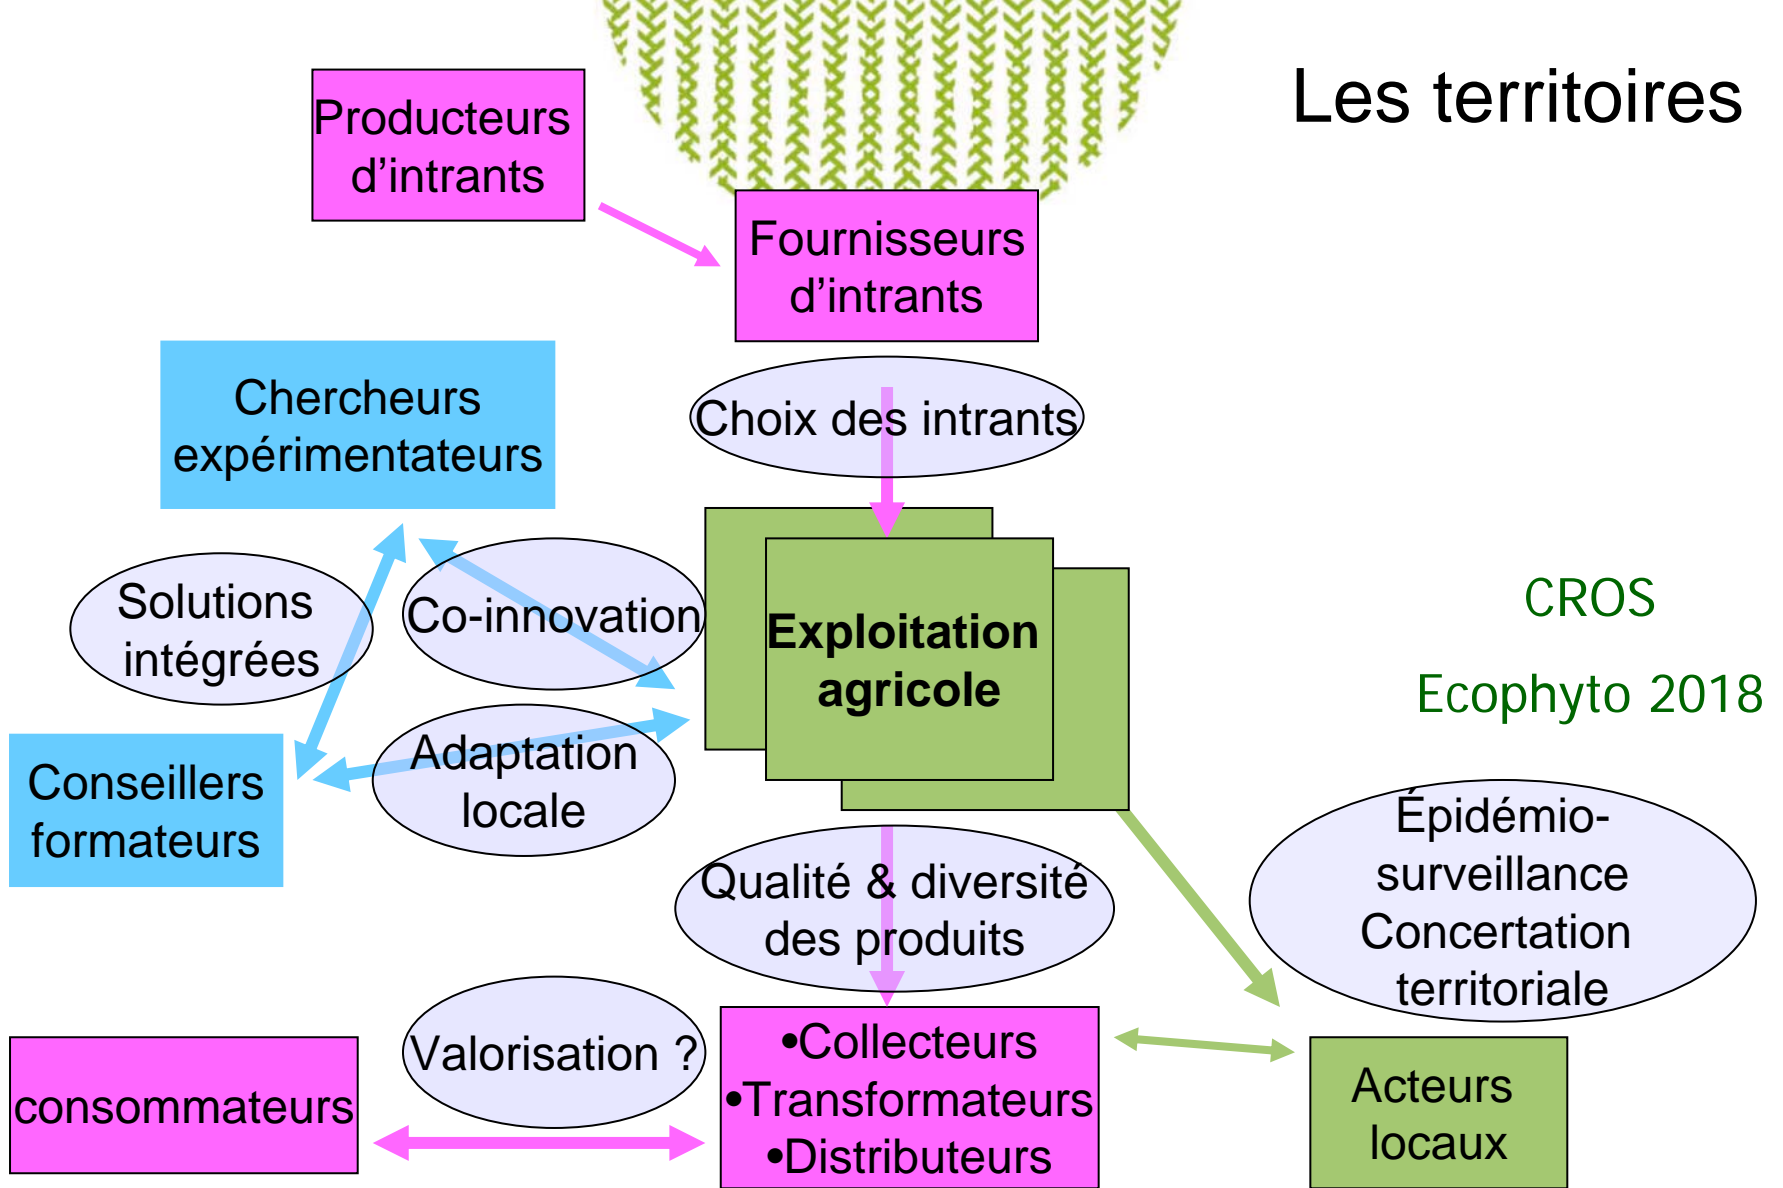 Les territoires
Producteurs
d’intrants
Fournisseurs
d’intrants
Chercheurs
expérimentateurs
Choix des intrants
Solutions
intégrées
Co-innovation
Exploitation
agricole
CROS
Ecophyto 2018
Conseillers
formateurs
Adaptation
locale
Épidémio-
surveillance
Concertation
territoriale
Qualité & diversité
des produits
Valorisation ?
consommateurs
•Collecteurs
•Transformateurs
•Distributeurs
Acteurs
locaux